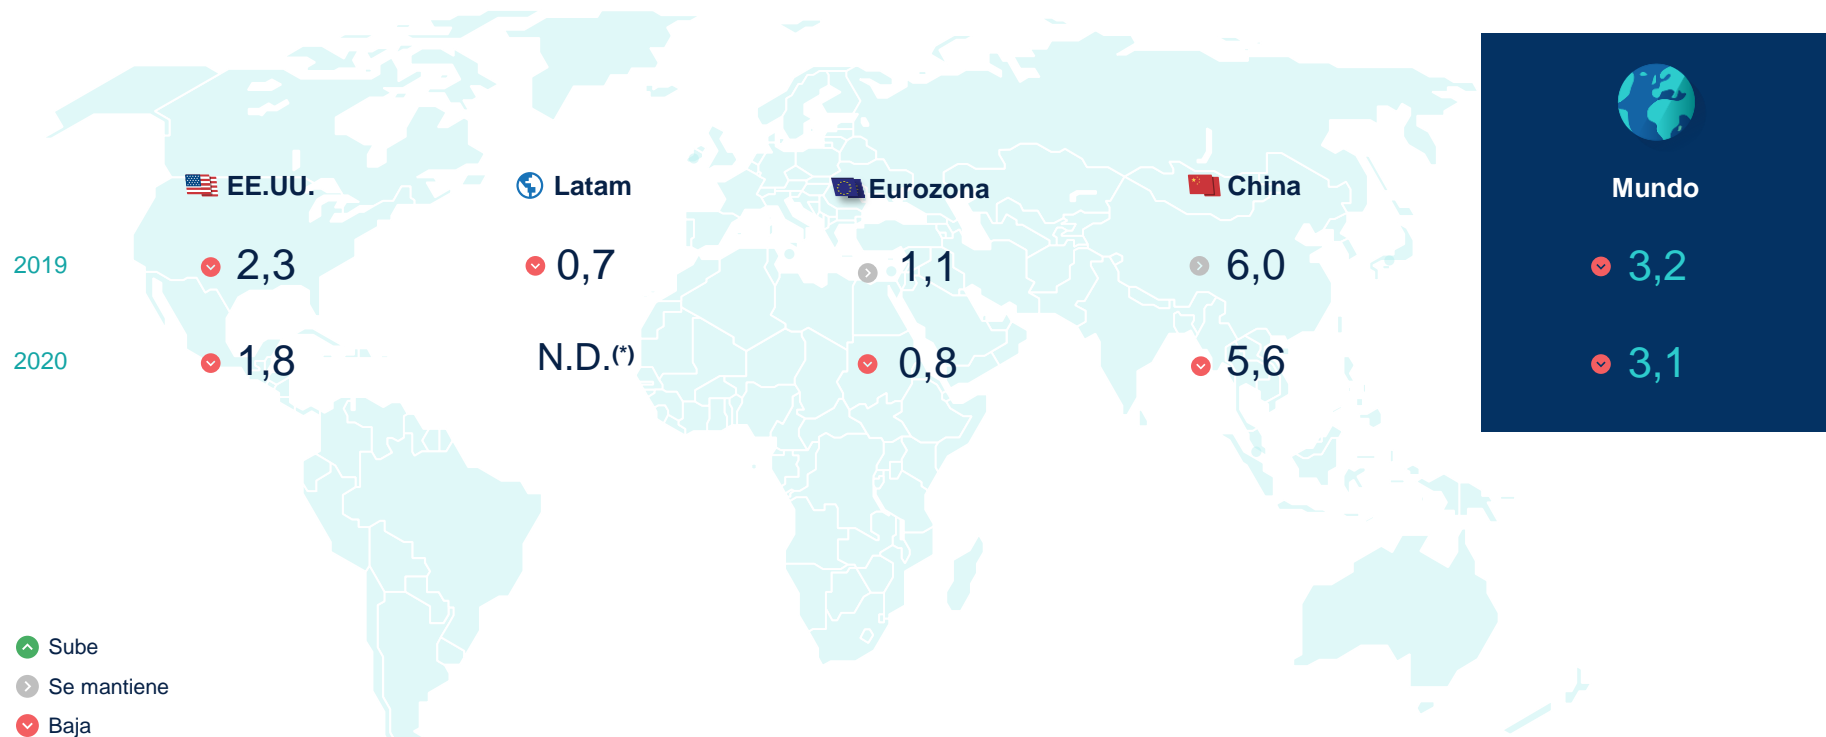 EE.UU.
Latam
Eurozona
China
Mundo
2019
2,3
0,7
1,1
6,0
3,2
2020
1,8
N.D.(*)
0,8
5,6
3,1
Sube
Se mantiene
Baja